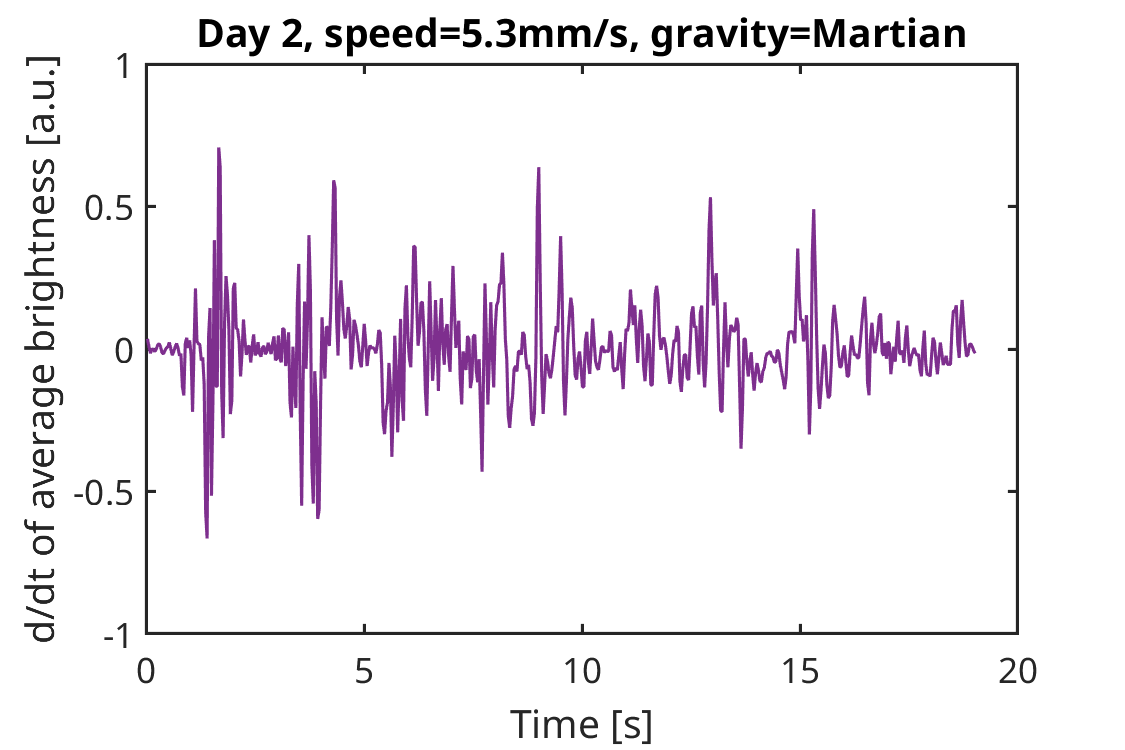 Day 2, speed=5.3mm/s, gravity=Martian
d/dt of average brightness [a.u.]
1
0.5
0
-0.5
-1
0 5 10 15 20
Time [s]